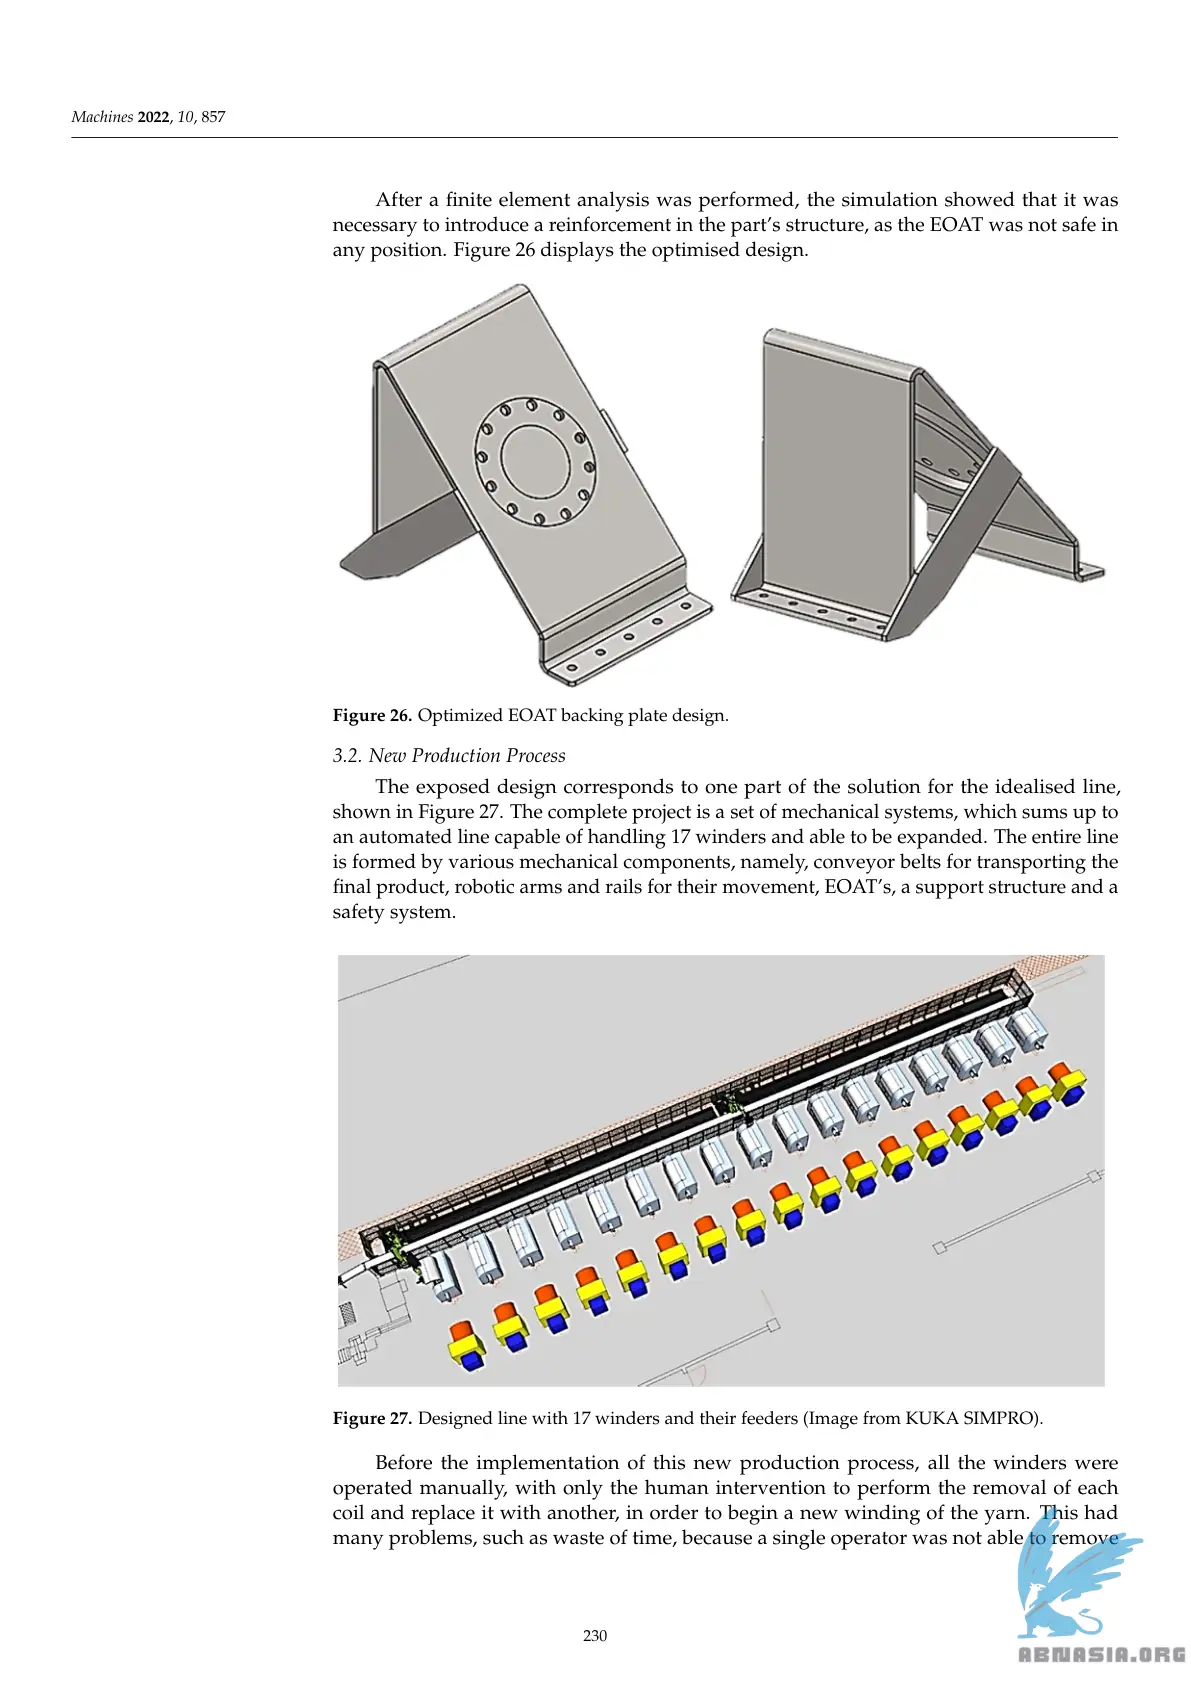 Machines 2022, 10, 857
After a finite element analysis was performed, the simulation showed that it was
necessary to introduce a reinforcement in the part’s structure, as the EOAT was not safe in
any position. Figure 26 displays the optimised design.
Figure 26. Optimized EOAT backing plate design.
3.2. New Production Process
The exposed design corresponds to one part of the solution for the idealised line,
shown in Figure 27. The complete project is a set of mechanical systems, which sums up to
an automated line capable of handling 17 winders and able to be expanded. The entire line
is formed by various mechanical components, namely, conveyor belts for transporting the
final product, robotic arms and rails for their movement, EOAT’s, a support structure and a
safety system.
Figure 27. Designed line with 17 winders and their feeders (Image from KUKA SIMPRO).
Before the implementation of this new production process, all the winders were
operated manually, with only the human intervention to perform the removal of each
coil and replace it with another, in order to begin a new winding of the yarn. This had
many problems, such as waste of time, because a single operator was not able to remove
230
ABNASIA.ORG